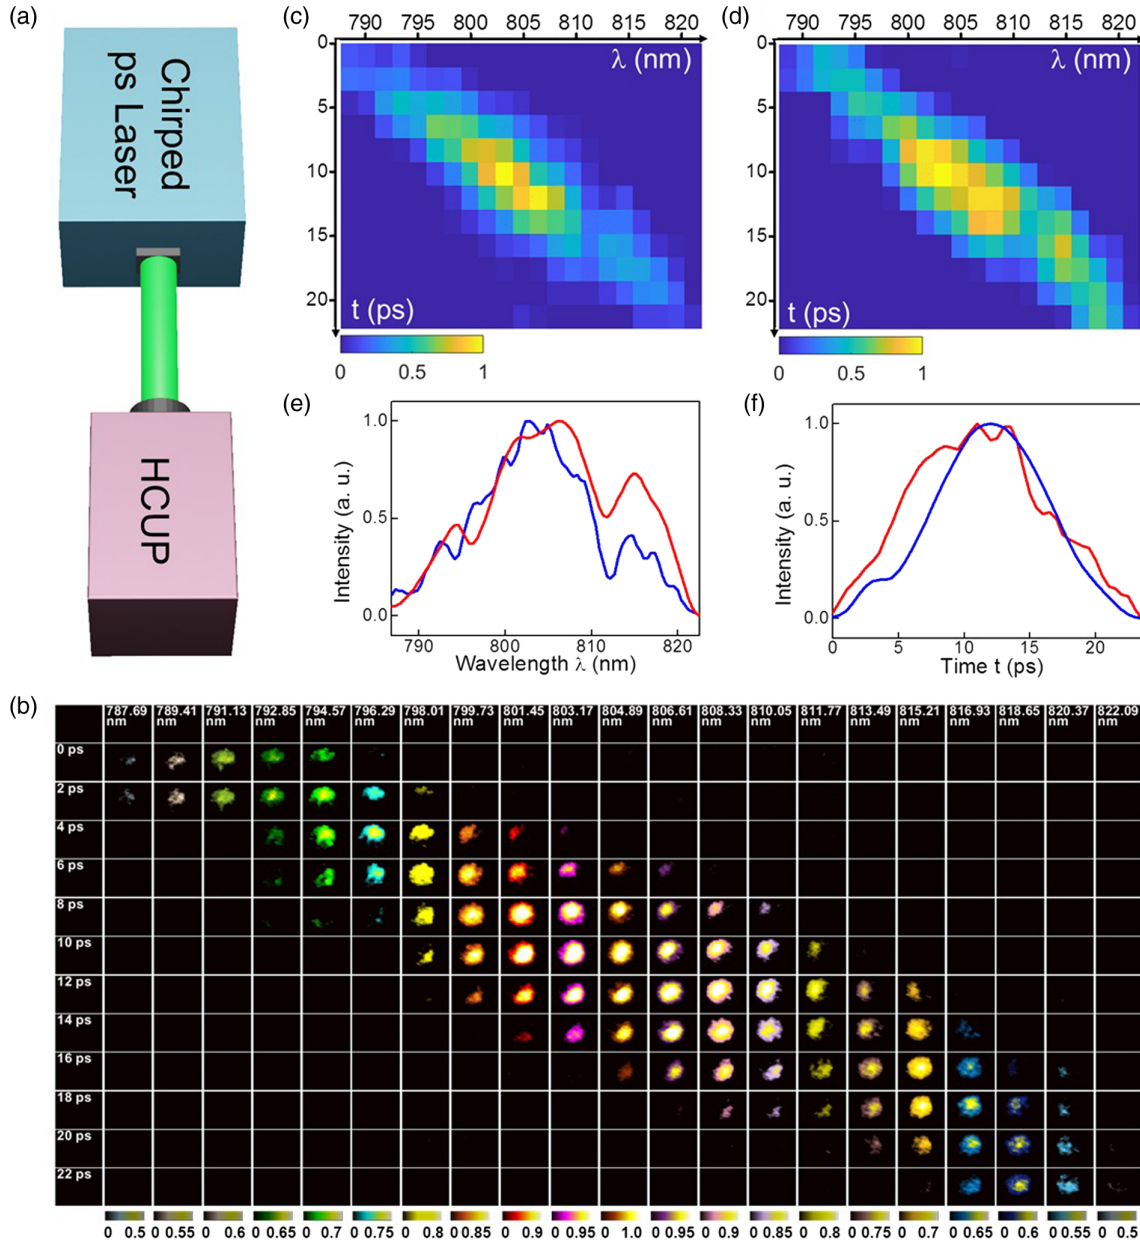 (a)
Chirped
ps Laser
HCUP
(c)
790 795 800 805 810 815 820
λ (nm)
0
5
10
15
20
t (ps)
0 0.5 1
(d)
790 795 800 805 810 815 820
λ (nm)
0
5
10
15
20
t (ps)
0 0.5 1
(e)
1.0
0.5
0.0
Intensity (a. u.)
790 800 810 820
Wavelength λ (nm)
(f)
1.0
0.5
0.0
Intensity (a. u.)
0 5 10 15 20
Time t (ps)
(b)
787.69 789.41 791.13 792.85 794.57 796.29 798.01 799.73 801.45 803.17 804.89 806.61 808.33 810.05 811.77 813.49 815.21 816.93 818.65 820.37 822.09
nm nm nm nm nm nm nm nm nm nm nm nm nm nm nm nm nm nm nm nm nm
0 ps
2 ps
4 ps
6 ps
8 ps
10 ps
12 ps
14 ps
16 ps
18 ps
20 ps
22 ps
0 0.5 0 0.55 0 0.6 0 0.65 0 0.7 0 0.75 0 0.8 0 0.85 0 0.9 0 0.95 0 1.0 0 0.95 0 0.9 0 0.85 0 0.8 0 0.75 0 0.7 0 0.65 0 0.6 0 0.55 0 0.5